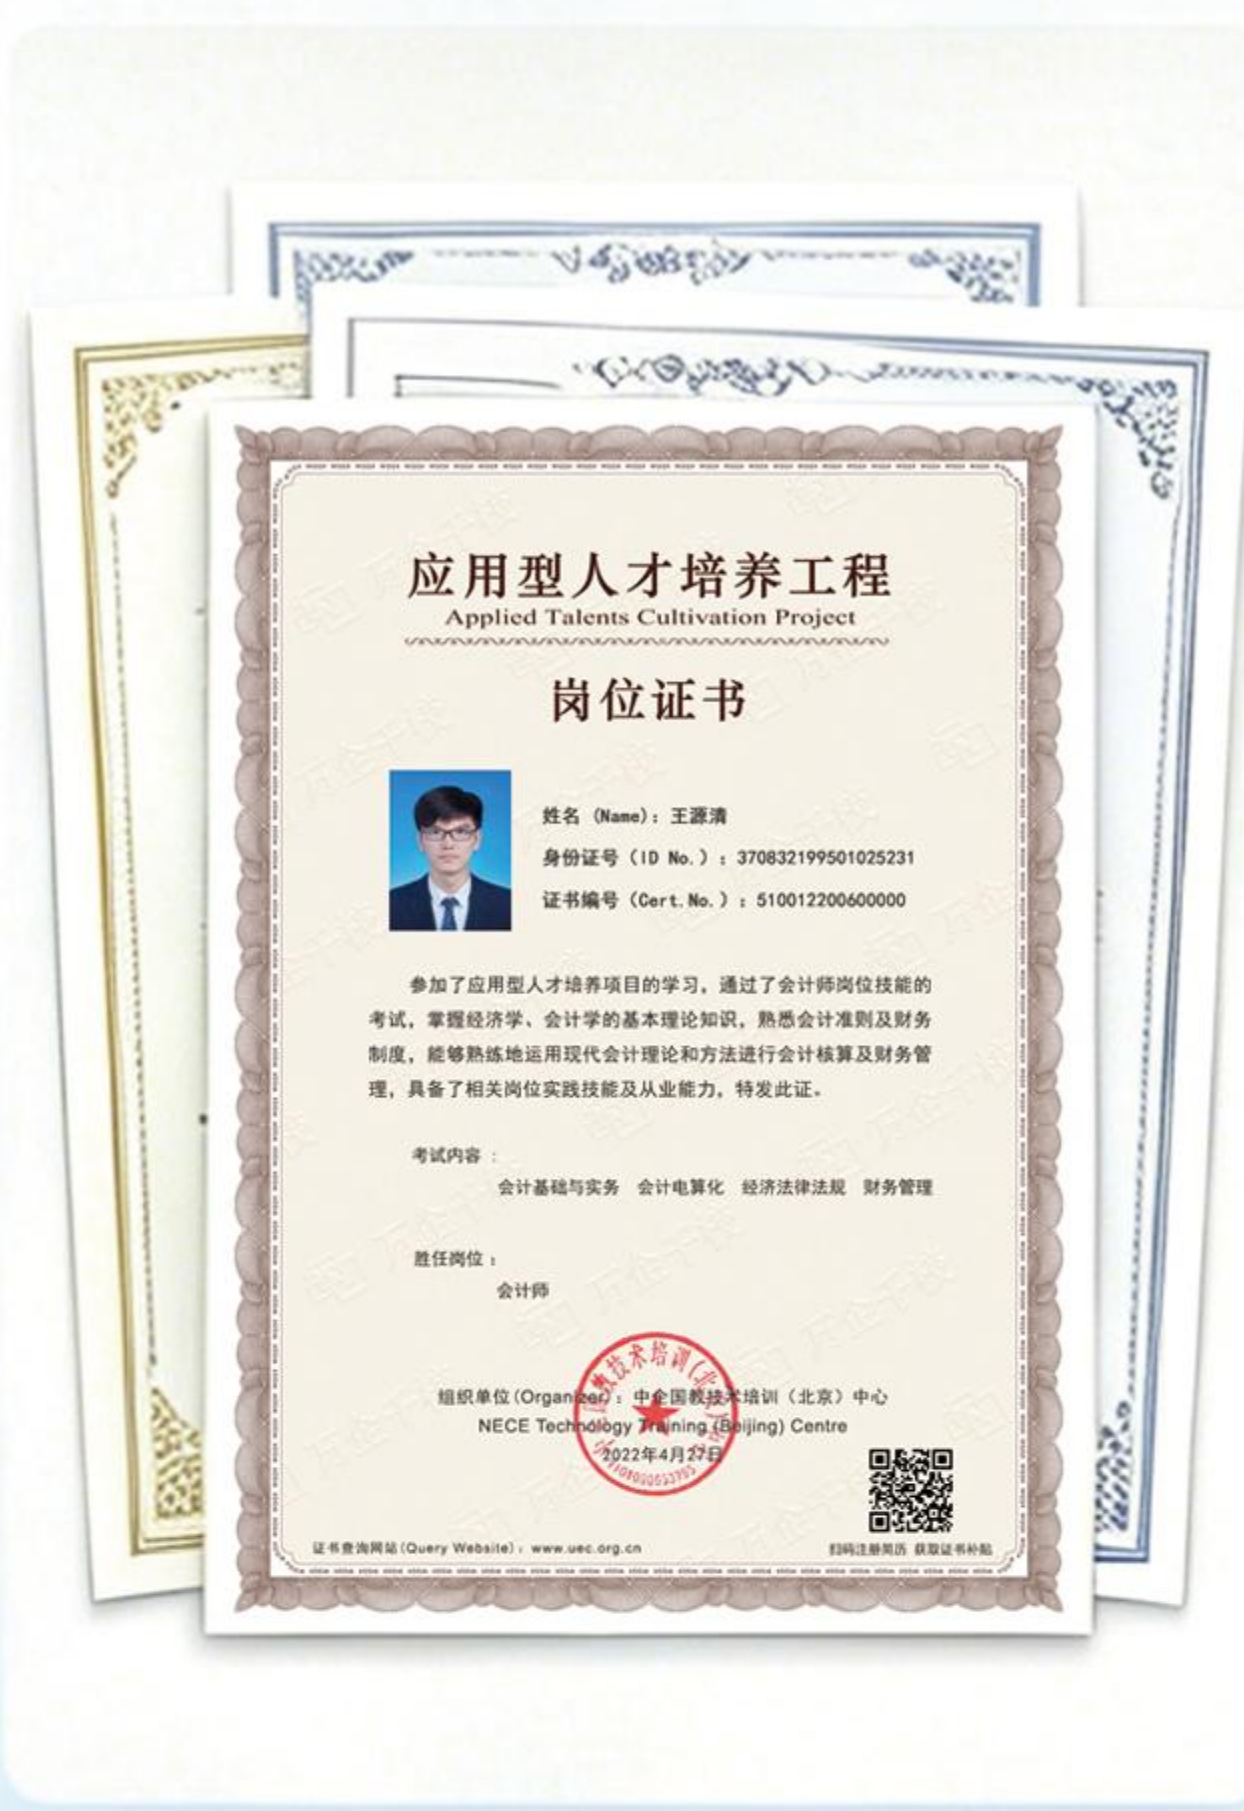 应用型人才培养工程
Applied Talents Cultivation Project
岗位证书
姓名 (Name)：王源清
身份证号 (ID No.)：370832199501025231
证书编号 (Cert.No.)：510012200600000
参加了应用型人才培养项目的学习，通过了会计师岗位技能的
考试，掌握经济学、会计学的基本理论知识，熟悉会计准则及财务
制度，能够熟练地运用现代会计理论和方法进行会计核算及财务管
理，具备了相关岗位实践技能及从业能力，特发此证。
考试内容：
会计基础与实务 会计电算化 经济法律法规 财务管理
胜任岗位：
会计师
组织单位(Organizer)：中企国教技术培训（北京）中心
NECE Technology Training (Beijing) Centre
2022年4月27日
证书查询网站(Query Website)：www.uec.org.cn
扫码注册简历 获取证书补贴